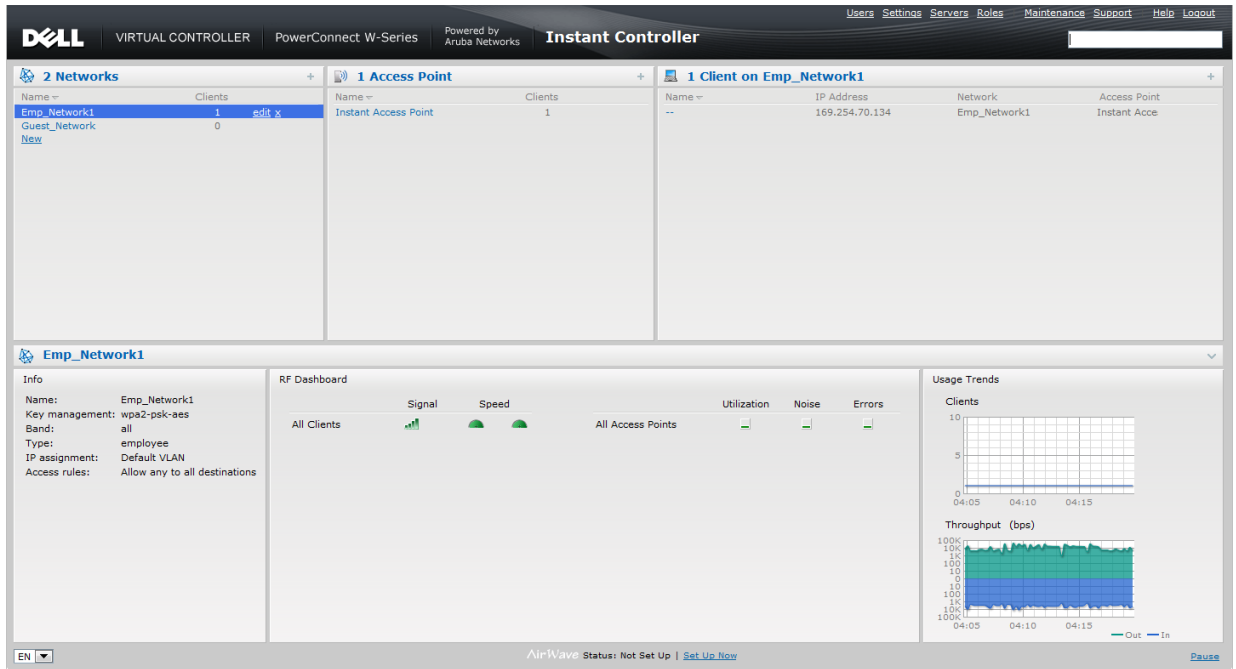 Users Settings Servers Roles Maintenance Support Help Logout
DELL VIRTUAL CONTROLLER PowerConnect W-Series Powered by Aruba Networks Instant Controller
2 Networks +
Name Clients
Emp_Network1 1 edit x
Guest_Network 0
New
1 Access Point +
Name Clients
Instant Access Point 1
1 Client on Emp_Network1 +
Name IP Address Network Access Point
-- 169.254.70.134 Emp_Network1 Instant Acce
Emp_Network1
Info
Name: Emp_Network1
Key management: wpa2-psk-aes
Band: all
Type: employee
IP assignment: Default VLAN
Access rules: Allow any to all destinations
RF Dashboard
Signal Speed
All Clients
Utilization Noise Errors
All Access Points
Usage Trends
Clients
10
5
0
04:05 04:10 04:15
Throughput (bps)
100K
10K
1K
100
10
0
10
100
1K
10K
100K
04:05 04:10 04:15
Out In
EN
AirWave Status: Not Set Up | Set Up Now
Pause